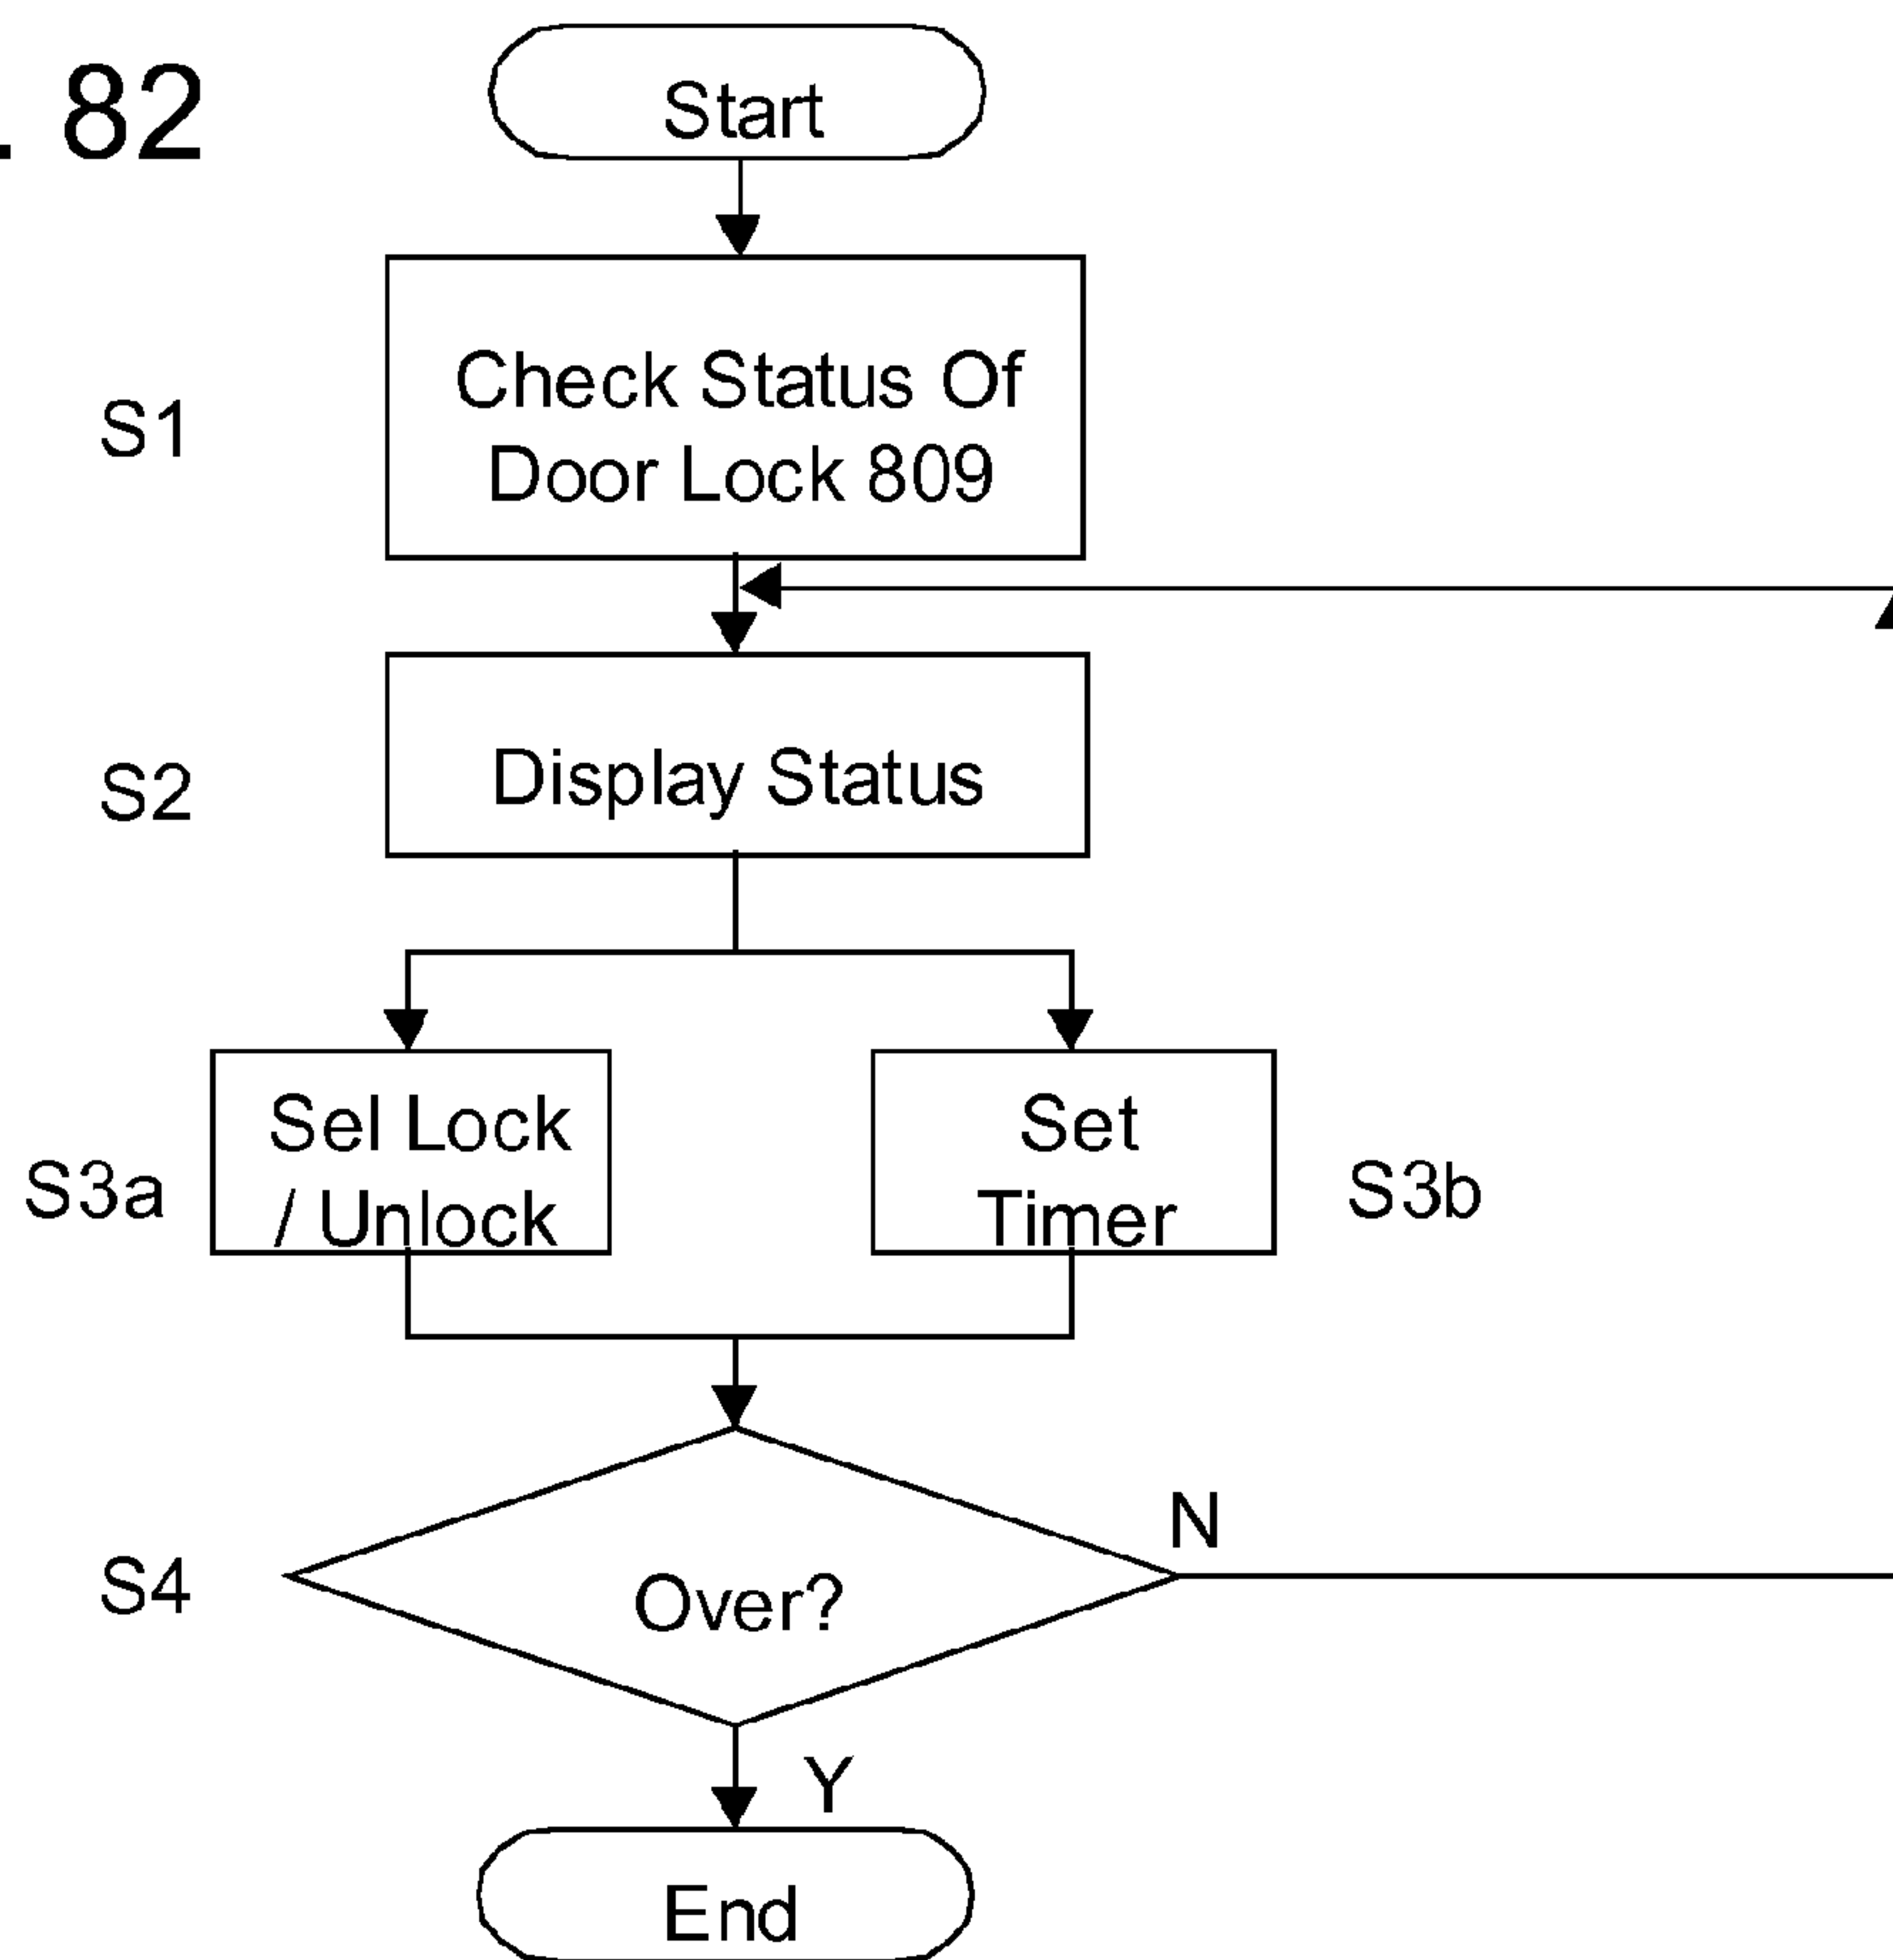 . 82
Start
S1
Check Status Of
Door Lock 809
S2
Display Status
S3a
Sel Lock
/ Unlock
Set
Timer
S3b
S4
Over?
N
Y
End